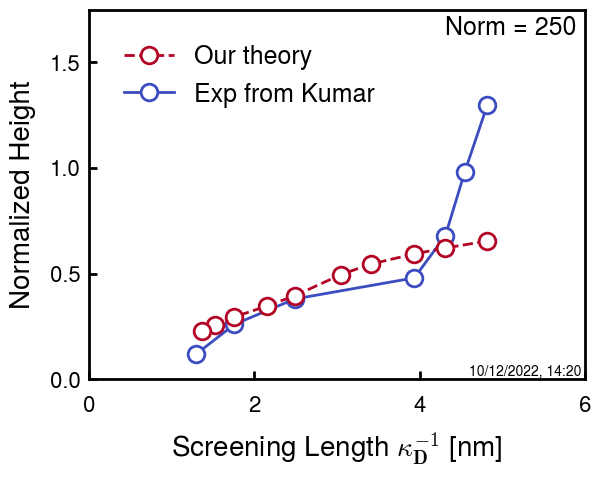 Norm = 250
Our theory
Exp from Kumar
Normalized Height
1.5
1.0
0.5
0.0
10/12/2022, 14:20
0 2 4 6
Screening Length κ_D^{-1} [nm]